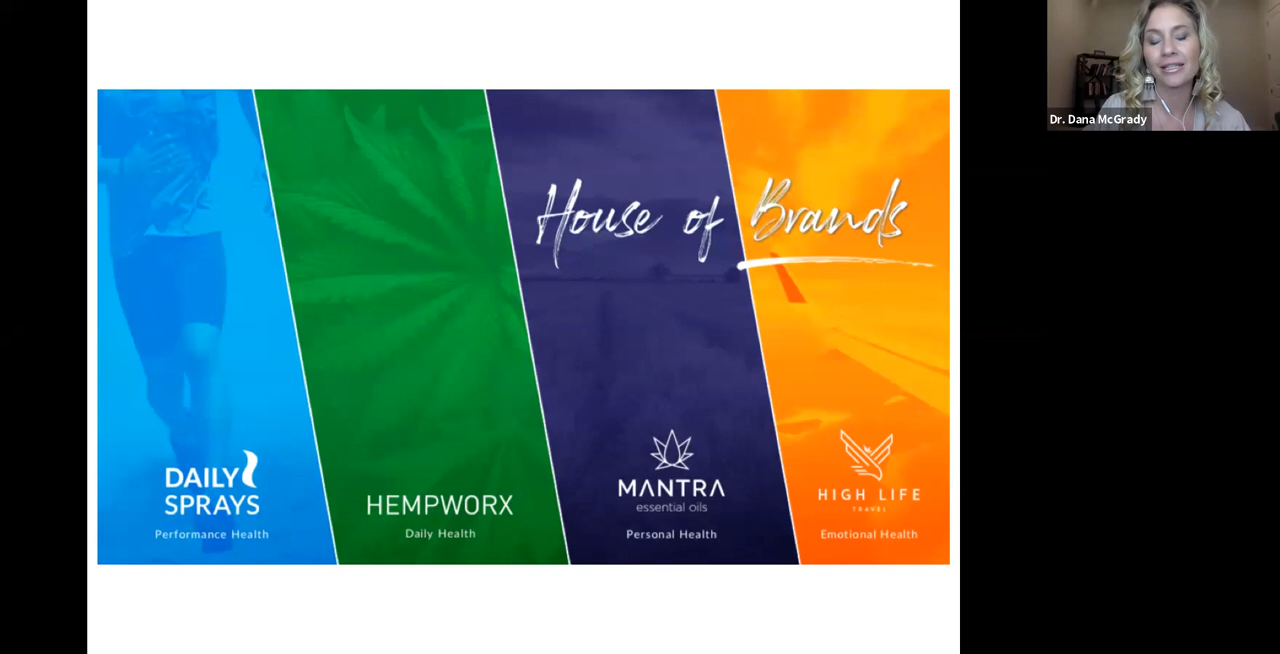 Dr. Dana McGrady
House of Brands
DAILY
SPRAYS
Performance Health
HEMPWORX
Daily Health
MANTRA
essential oils
Personal Health
HIGH LIFE
TRAVEL
Emotional Health